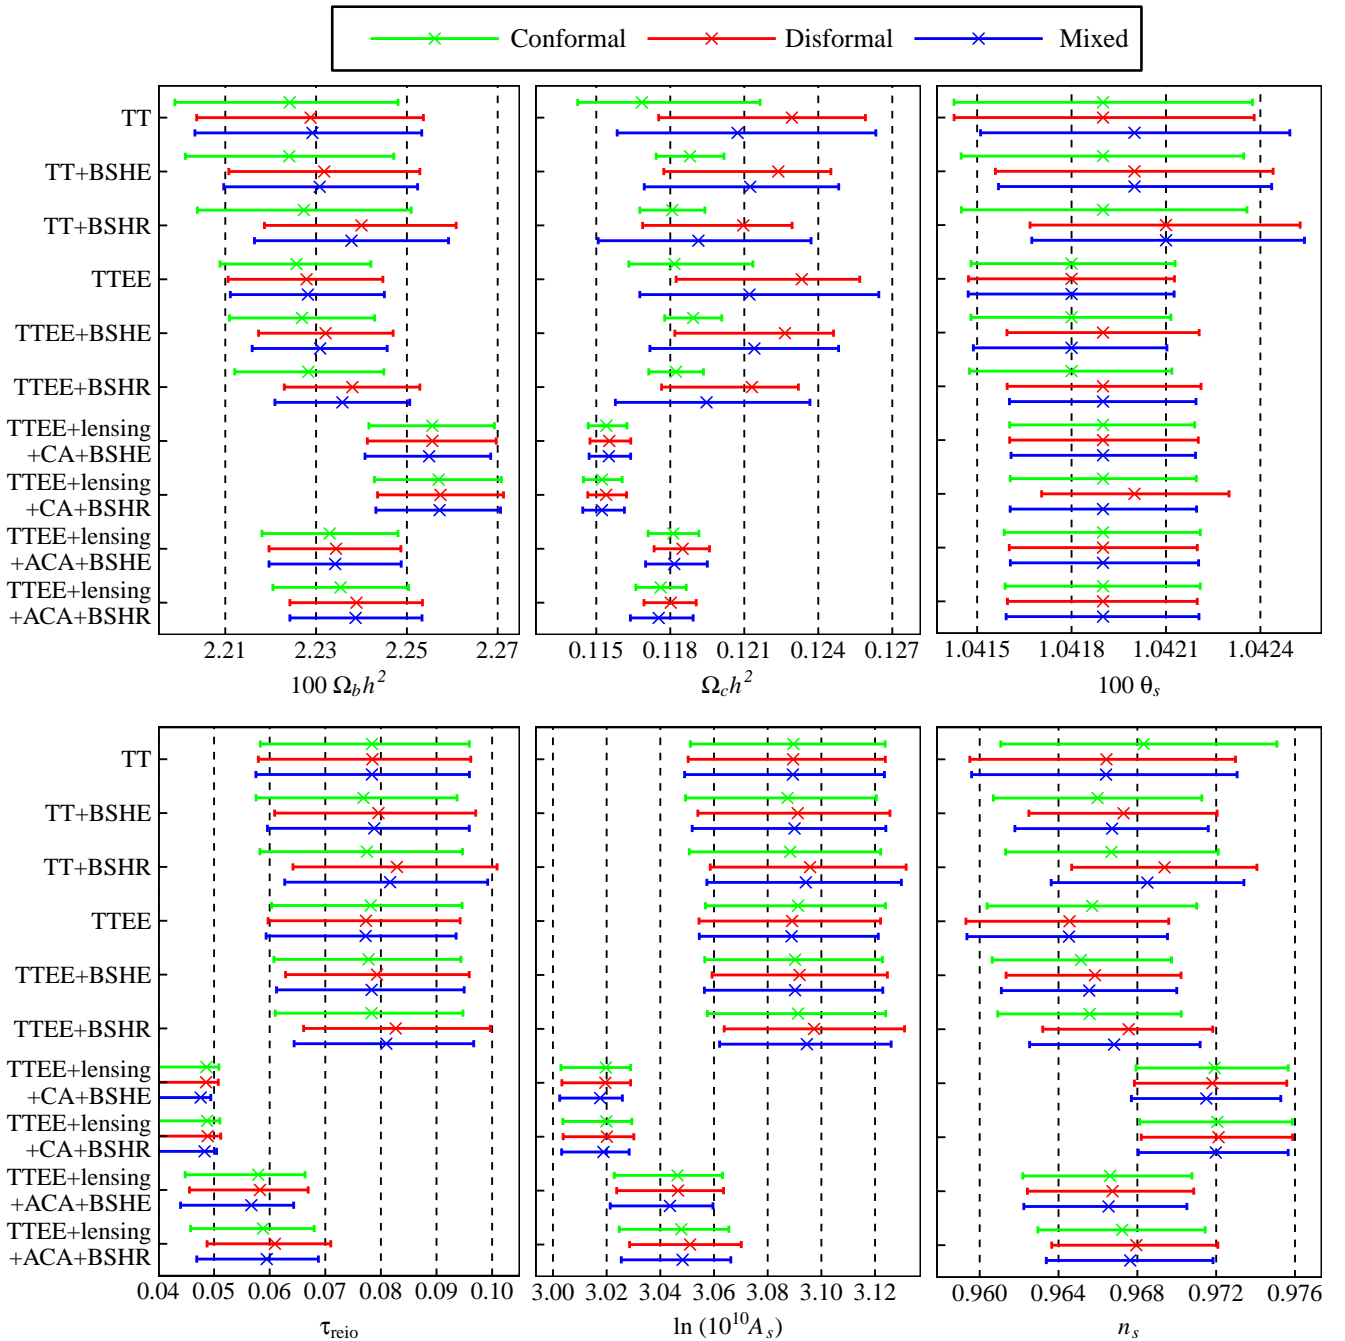 Conformal Disformal Mixed
TT
TT+BSHE
TT+BSHR
TTEE
TTEE+BSHE
TTEE+BSHR
TTEE+lensing
+CA+BSHE
TTEE+lensing
+CA+BSHR
TTEE+lensing
+ACA+BSHE
TTEE+lensing
+ACA+BSHR
2.21 2.23 2.25 2.27
100 Ω_b h²
0.115 0.118 0.121 0.124 0.127
Ω_c h²
1.0415 1.0418 1.0421 1.0424
100 θ_s
TT
TT+BSHE
TT+BSHR
TTEE
TTEE+BSHE
TTEE+BSHR
TTEE+lensing
+CA+BSHE
TTEE+lensing
+CA+BSHR
TTEE+lensing
+ACA+BSHE
TTEE+lensing
+ACA+BSHR
0.04 0.05 0.06 0.07 0.08 0.09 0.10
τ_reio
3.00 3.02 3.04 3.06 3.08 3.10 3.12
ln (10¹⁰A_s)
0.960 0.964 0.968 0.972 0.976
n_s